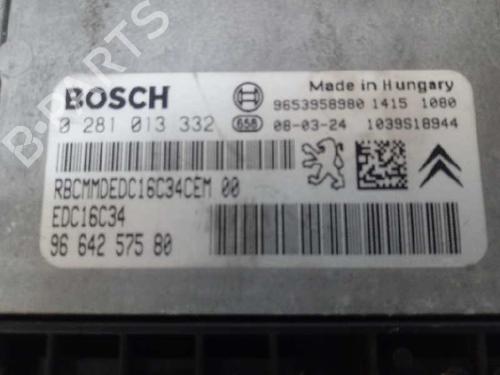 B-PARTS
BOSCH
Made in Hungary
9653958980 1415 1080
0 281 013 332 658 08-03-24 1039S18944
RBCMMDEDC16C34CEM 00
EDC16C34
96 642 575 80